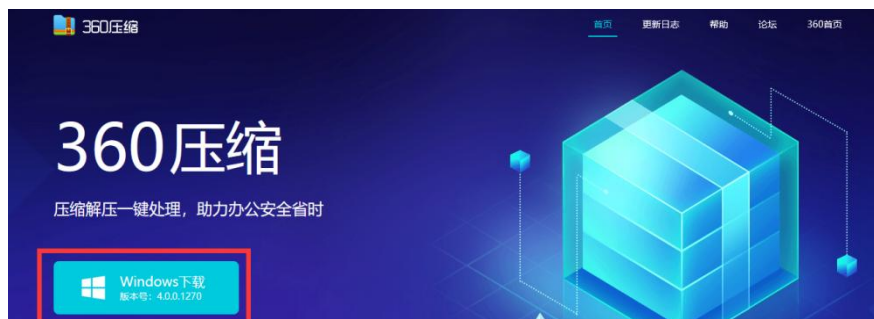 360压缩
首页 更新日志 帮助 论坛 360首页
360压缩
压缩解压一键处理，助力办公安全省时
Windows下载
版本号：4.0.0.1270